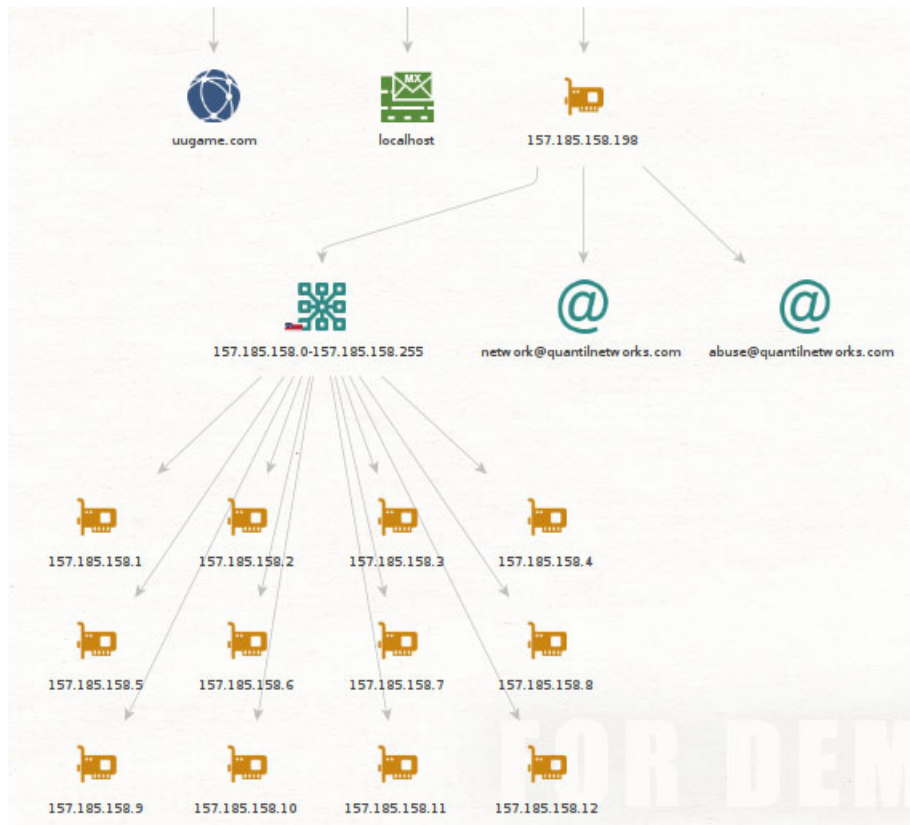 MX
uugame.com
localhost
157.185.158.198
157.185.158.0-157.185.158.255
network@quantilnetworks.com
abuse@quantilnetworks.com
157.185.158.1
157.185.158.2
157.185.158.3
157.185.158.4
157.185.158.5
157.185.158.6
157.185.158.7
157.185.158.8
157.185.158.9
157.185.158.10
157.185.158.11
157.185.158.12
FOR DEM